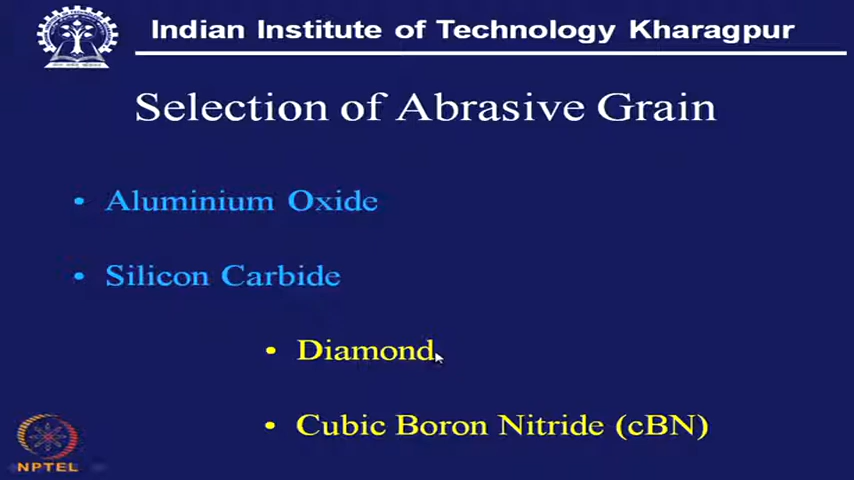 Indian Institute of Technology Kharagpur
Selection of Abrasive Grain
• Aluminium Oxide
• Silicon Carbide
• Diamond
• Cubic Boron Nitride (cBN)
NPTEL